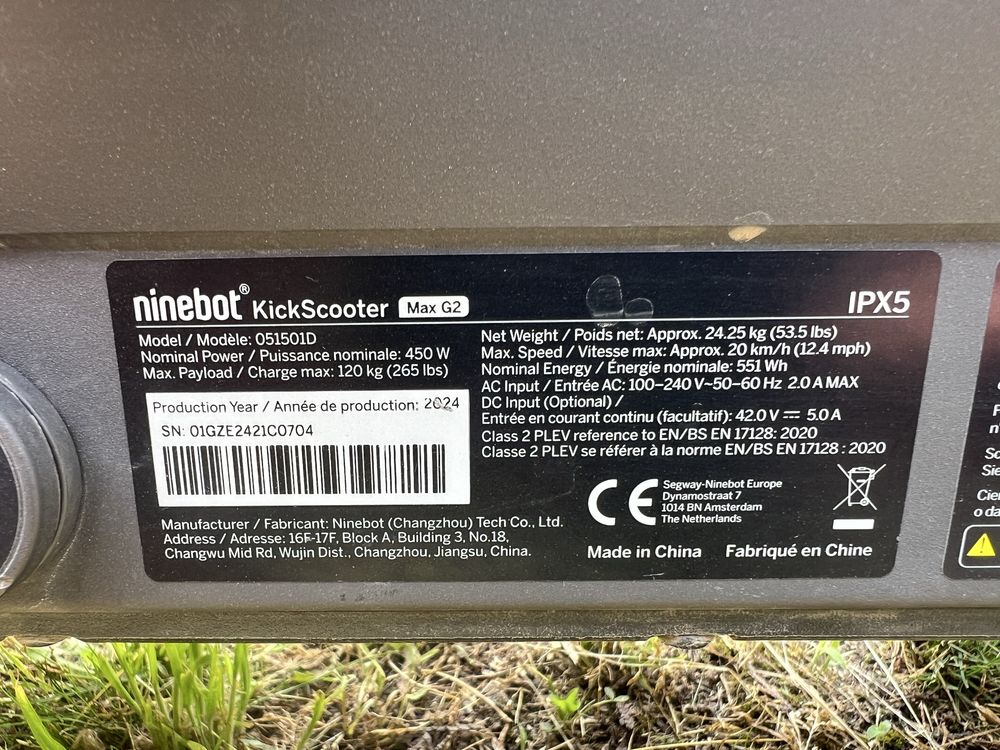 ninebot® KickScooter Max G2
IPX5
Model / Modèle: 051501D
Nominal Power / Puissance nominale: 450 W
Max. Payload / Charge max: 120 kg (265 lbs)
Production Year / Année de production: 2024
SN: 01GZE2421C0704
Manufacturer / Fabricant: Ninebot (Changzhou) Tech Co., Ltd.
Address / Adresse: 16F-17F, Block A, Building 3, No.18,
Changwu Mid Rd, Wujin Dist., Changzhou, Jiangsu, China.
Net Weight / Poids net: Approx. 24.25 kg (53.5 lbs)
Max. Speed / Vitesse max: Approx. 20 km/h (12.4 mph)
Nominal Energy / Énergie nominale: 551 Wh
AC Input / Entrée AC: 100–240 V~50–60 Hz 2.0 A MAX
DC Input (Optional) /
Entrée en courant continu (facultatif): 42.0 V ⎓ 5.0 A
Class 2 PLEV reference to EN/BS EN 17128: 2020
Classe 2 PLEV se référer à la norme EN/BS EN 17128 : 2020
CE
Segway-Ninebot Europe
Dynamostraat 7
1014 BN Amsterdam
The Netherlands
Made in China Fabriqué en Chine